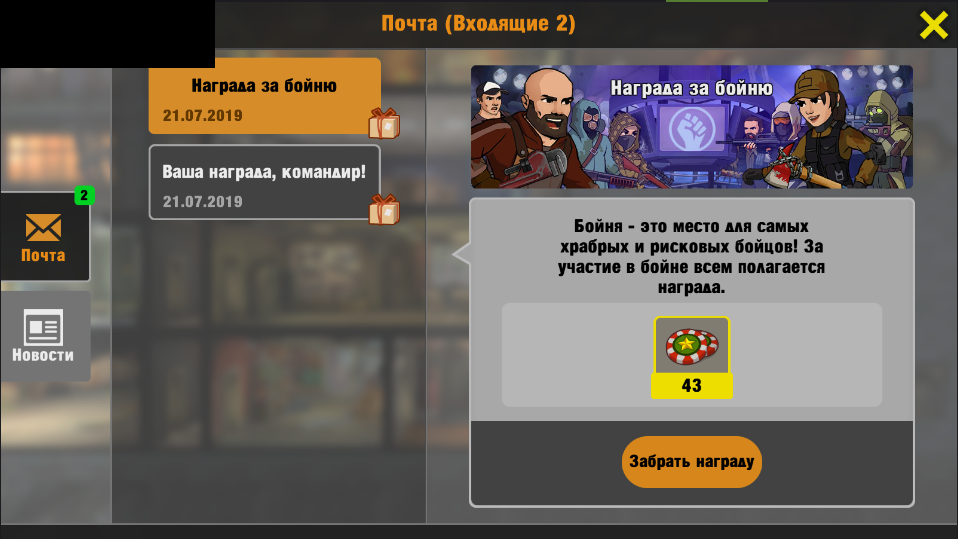 Почта (Входящие 2)
Награда за бойню
21.07.2019
Ваша награда, командир!
21.07.2019
2
Почта
Новости
Награда за бойню
Бойня - это место для самых
храбрых и рисковых бойцов! За
участие в бойне всем полагается
награда.
43
Забрать награду